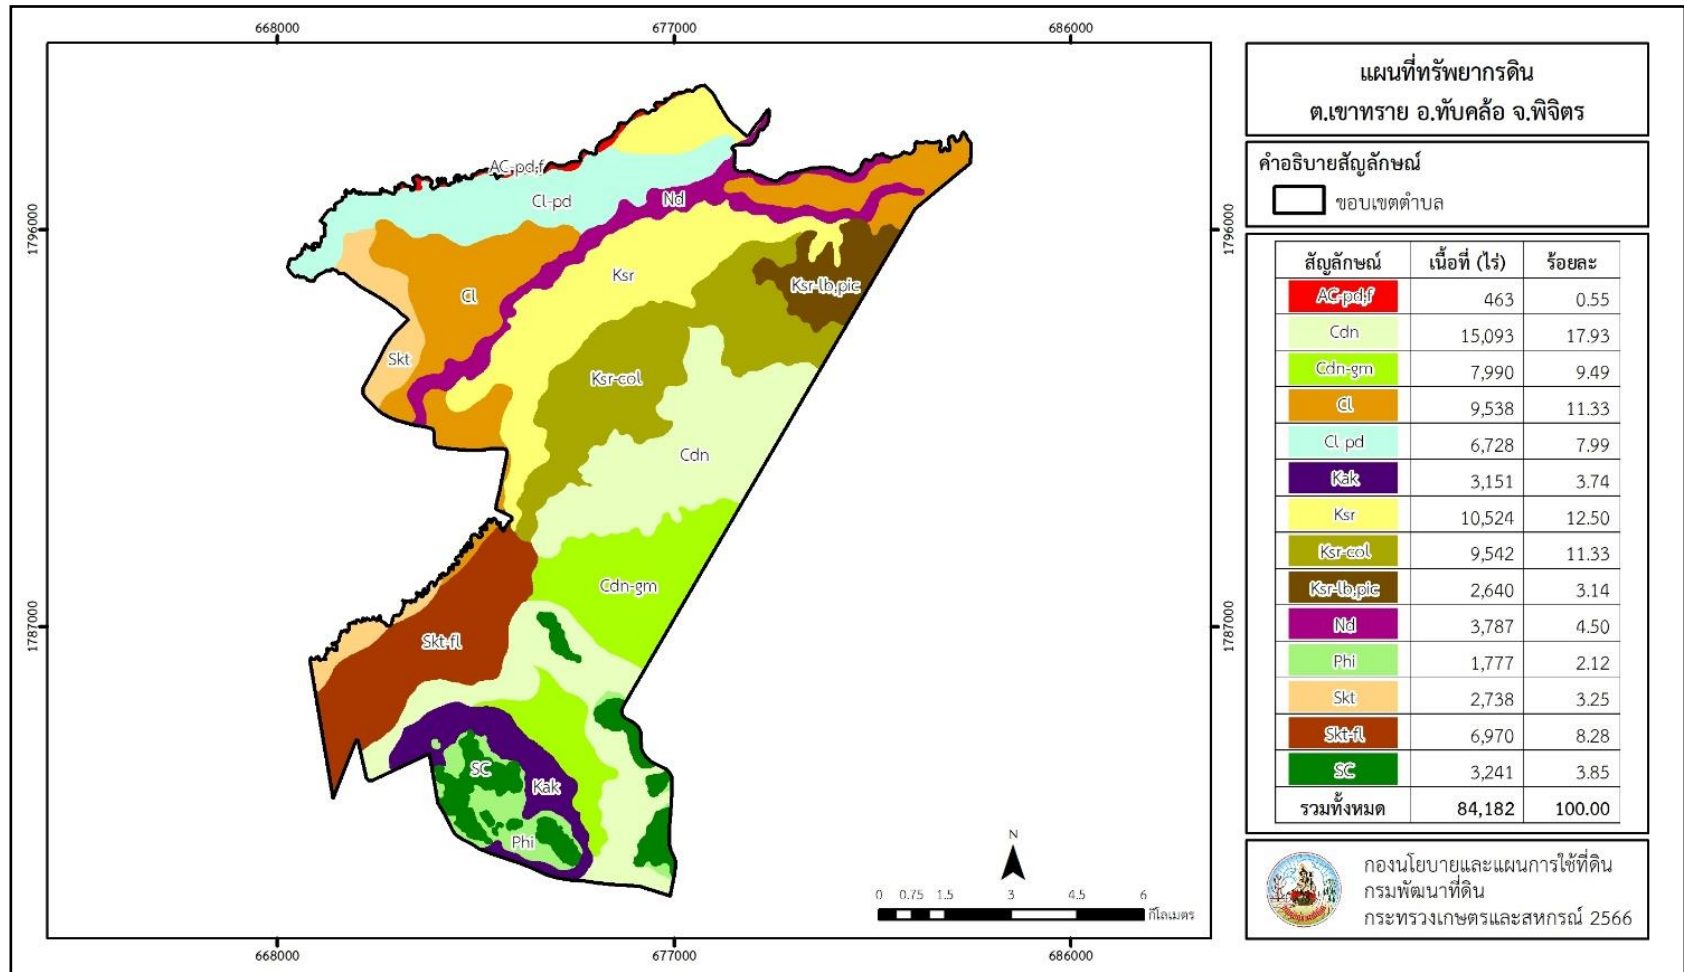 668000
677000
686000
1796000
1787000
1796000
1787000
668000
677000
686000
AC-pd,f
Cl-pd
Nd
Ksr
Ksr-lb,pic
Cl
Skt
Ksr-col
Cdn
Cdn-gm
Skt-fl
SC
Kak
Phi
N
0 0.75 1.5 3 4.5 6
กิโลเมตร
แผนที่ทรัพยากรดิน
ต.เขาทราย อ.ทับคล้อ จ.พิจิตร
คำอธิบายสัญลักษณ์
ขอบเขตตำบล
สัญลักษณ์ เนื้อที่ (ไร่) ร้อยละ
AC-pd,f 463 0.55
Cdn 15,093 17.93
Cdn-gm 7,990 9.49
Cl 9,538 11.33
Cl-pd 6,728 7.99
Kak 3,151 3.74
Ksr 10,524 12.50
Ksr-col 9,542 11.33
Ksr-lb,pic 2,640 3.14
Nd 3,787 4.50
Phi 1,777 2.12
Skt 2,738 3.25
Skt-fl 6,970 8.28
SC 3,241 3.85
รวมทั้งหมด 84,182 100.00
กองนโยบายและแผนการใช้ที่ดิน
กรมพัฒนาที่ดิน
กระทรวงเกษตรและสหกรณ์ 2566